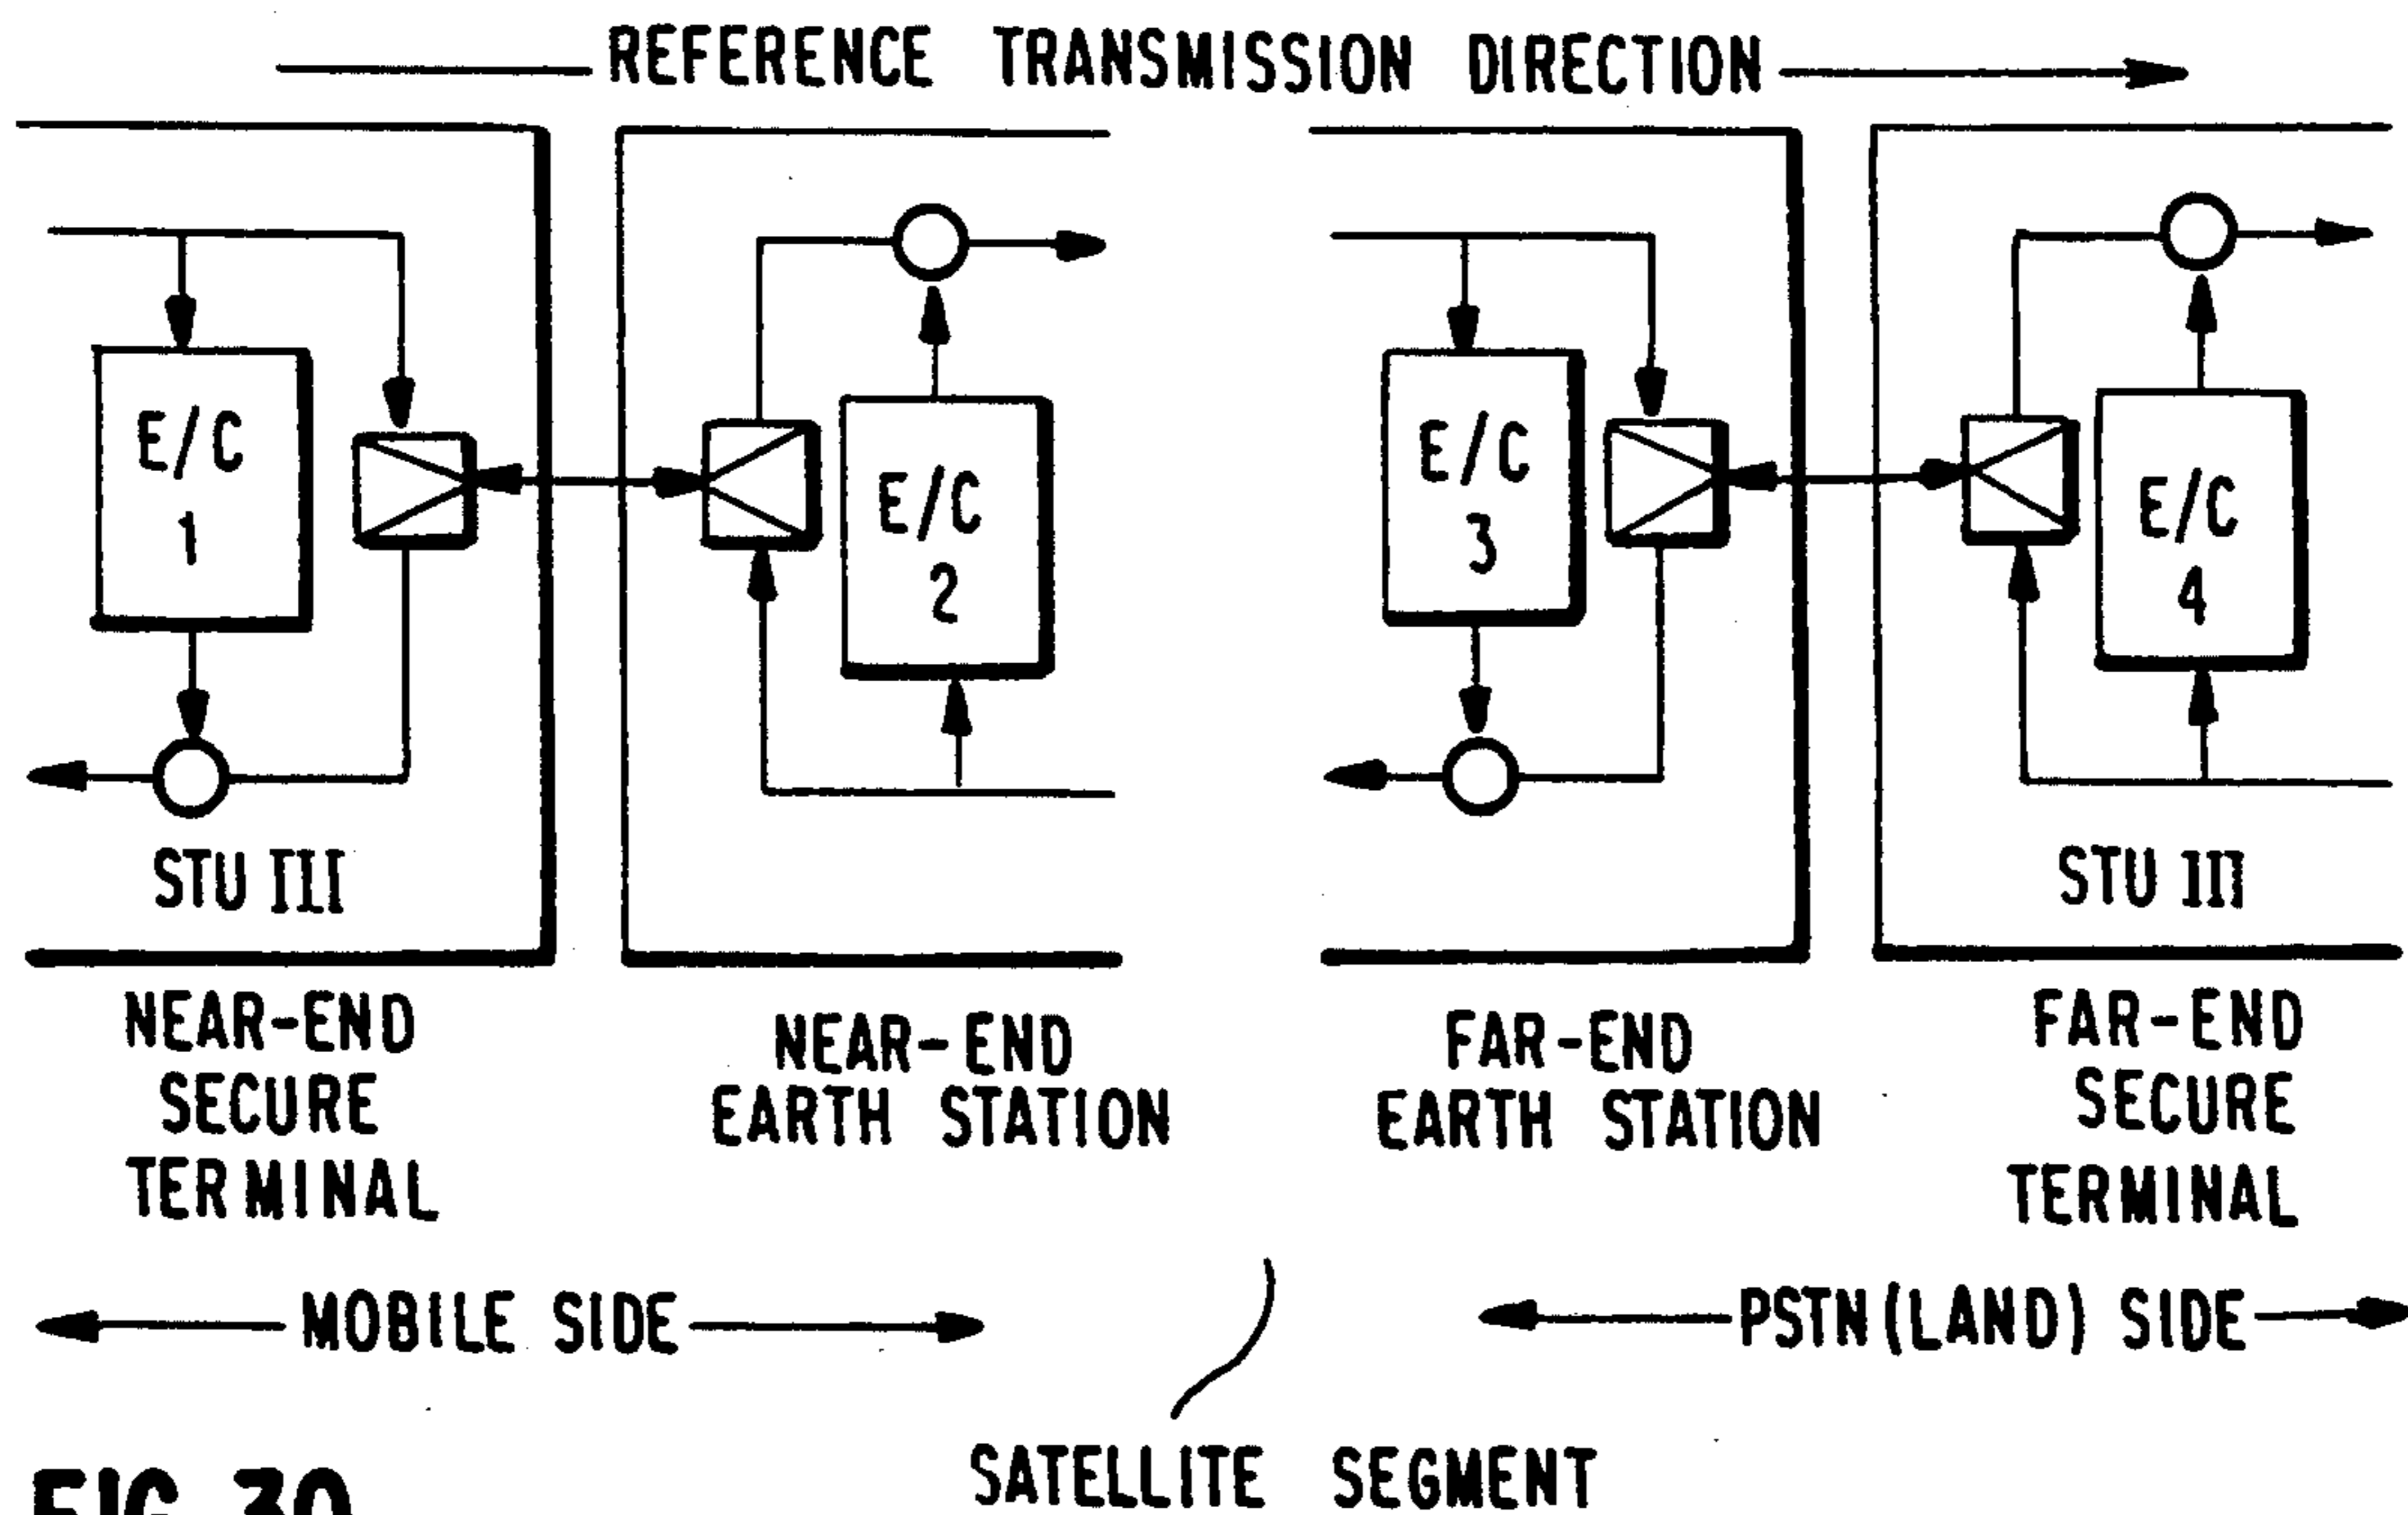 REFERENCE TRANSMISSION DIRECTION
E/C
1
E/C
2
E/C
3
E/C
4
STU III
STU III
NEAR-END
SECURE
TERMINAL
NEAR-END
EARTH STATION
FAR-END
EARTH STATION
FAR-END
SECURE
TERMINAL
MOBILE SIDE
PSTN (LAND) SIDE
SATELLITE SEGMENT